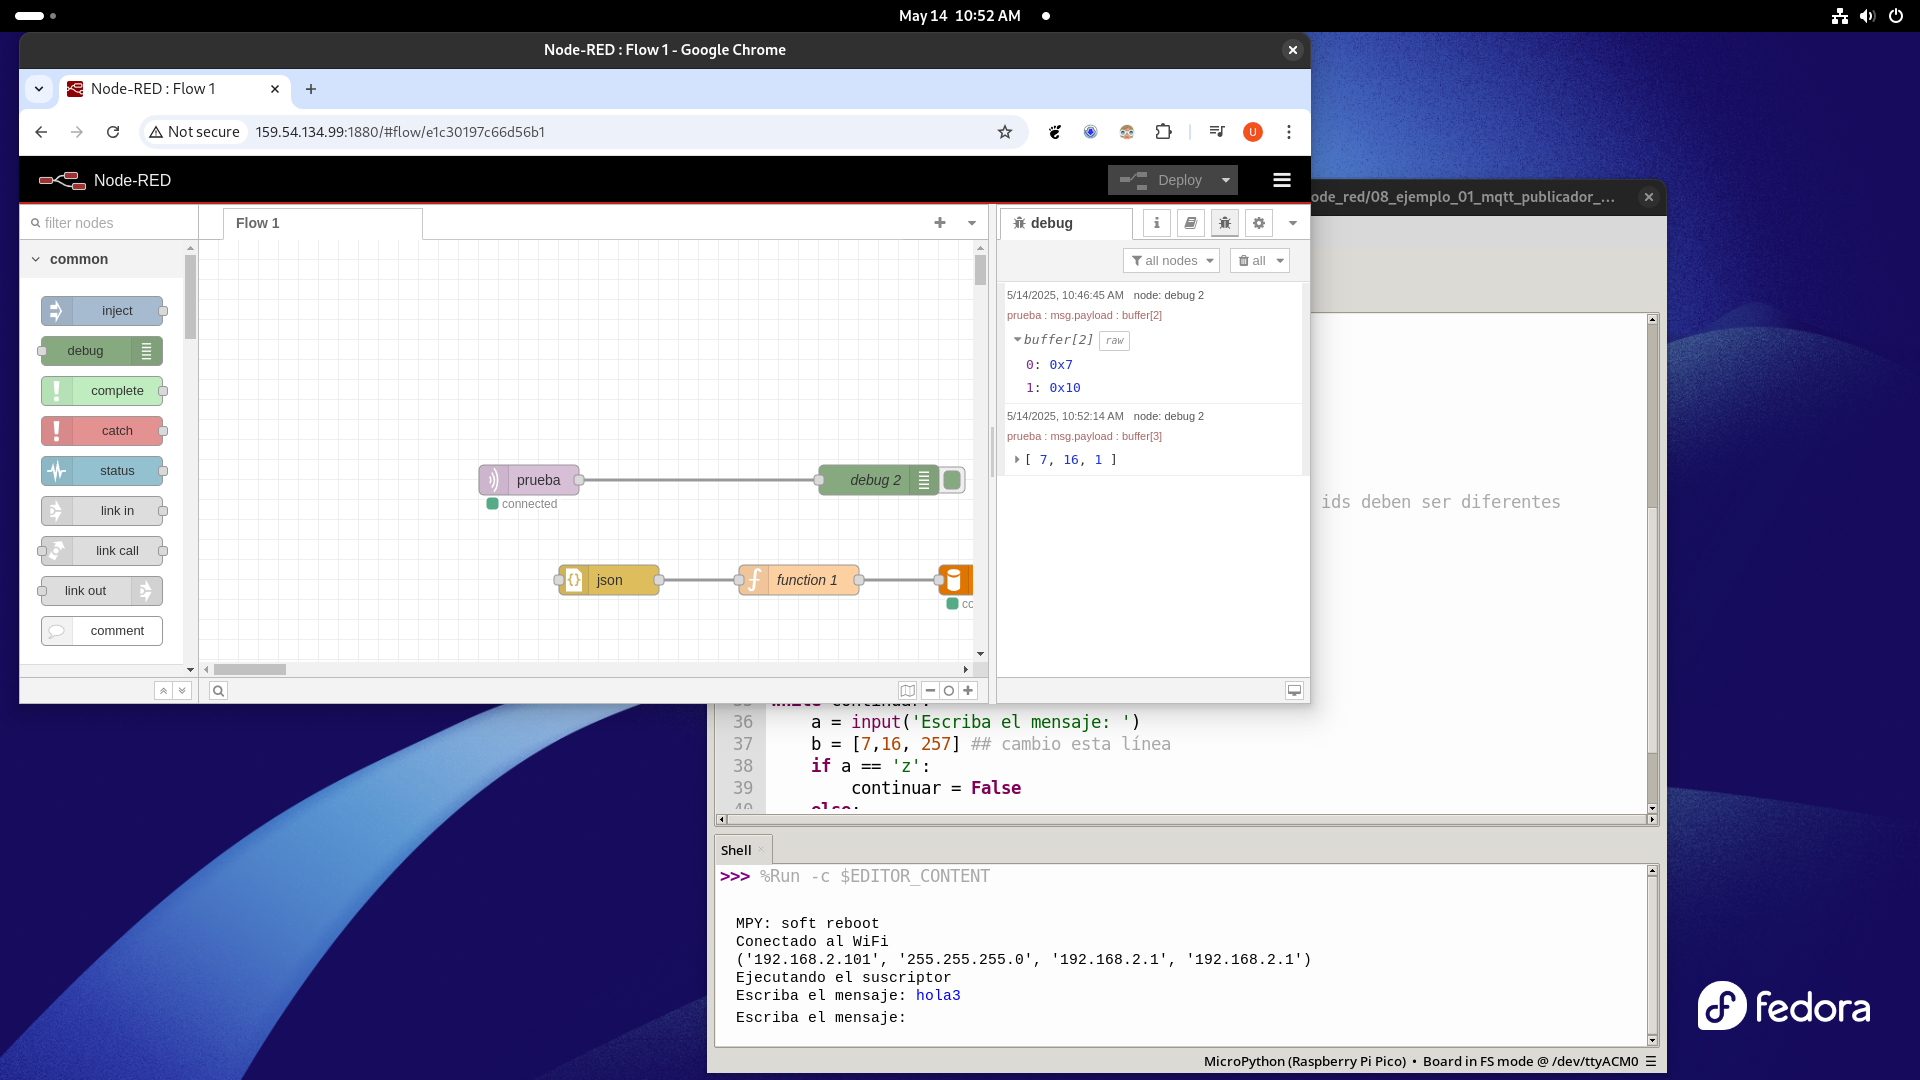 May 14 10:52 AM
Node-RED : Flow 1 - Google Chrome
Node-RED : Flow 1
Not secure
159.54.134.99:1880/#flow/e1c30197c66d56b1
U
Node-RED
Deploy
ode_red/08_ejemplo_01_mqtt_publicador_...
filter nodes
Flow 1
debug
common
all nodes
all
inject
debug
complete
catch
status
link in
link call
link out
comment
5/14/2025, 10:46:45 AM node: debug 2
prueba : msg.payload : buffer[2]
buffer[2] raw
0: 0x7
1: 0x10
5/14/2025, 10:52:14 AM node: debug 2
prueba : msg.payload : buffer[3]
[ 7, 16, 1 ]
prueba
connected
debug 2
json
function 1
co
ids deben ser diferentes
35 while continuar:
36 a = input('Escriba el mensaje: ')
37 b = [7,16, 257] ## cambio esta línea
38 if a == 'z':
39 continuar = False
40 else:
Shell
>>> %Run -c $EDITOR_CONTENT
MPY: soft reboot
Conectado al WiFi
('192.168.2.101', '255.255.255.0', '192.168.2.1', '192.168.2.1')
Ejecutando el suscriptor
Escriba el mensaje: hola3
Escriba el mensaje:
MicroPython (Raspberry Pi Pico) • Board in FS mode @ /dev/ttyACM0 ☰
fedora